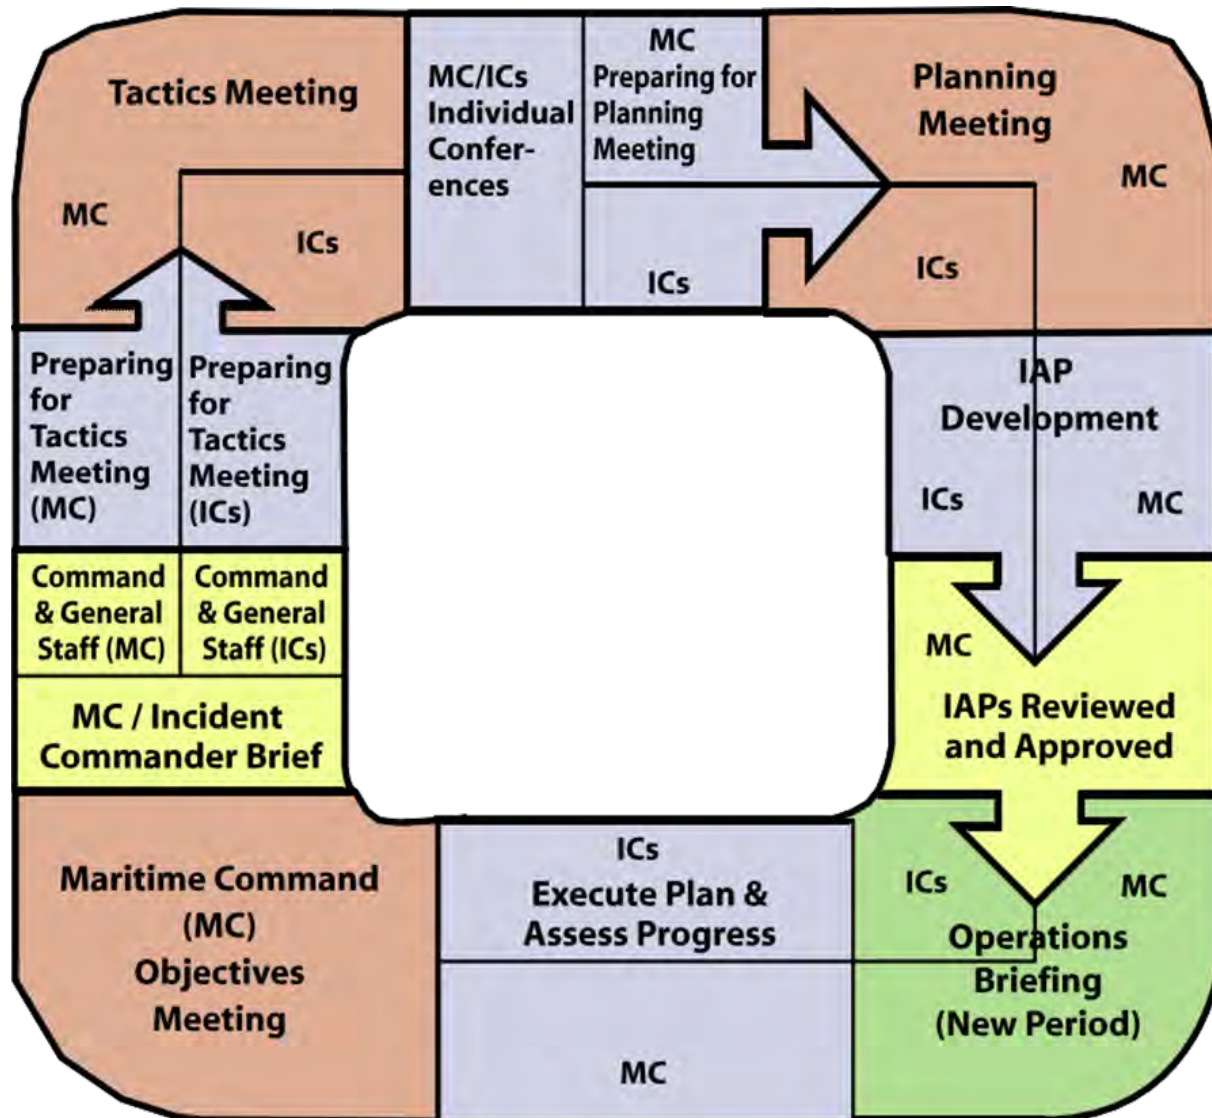 Tactics Meeting
MC
ICs
MC/ICs
Individual
Confer-
ences
MC
Preparing for
Planning
Meeting
ICs
Planning
Meeting
MC
ICs
Preparing
for
Tactics
Meeting
(MC)
Preparing
for
Tactics
Meeting
(ICs)
IAP
Development
ICs
MC
Command
& General
Staff (MC)
Command
& General
Staff (ICs)
MC / Incident
Commander Brief
MC
IAPs Reviewed
and Approved
Maritime Command
(MC)
Objectives
Meeting
ICs
Execute Plan &
Assess Progress
MC
ICs
MC
Operations
Briefing
(New Period)